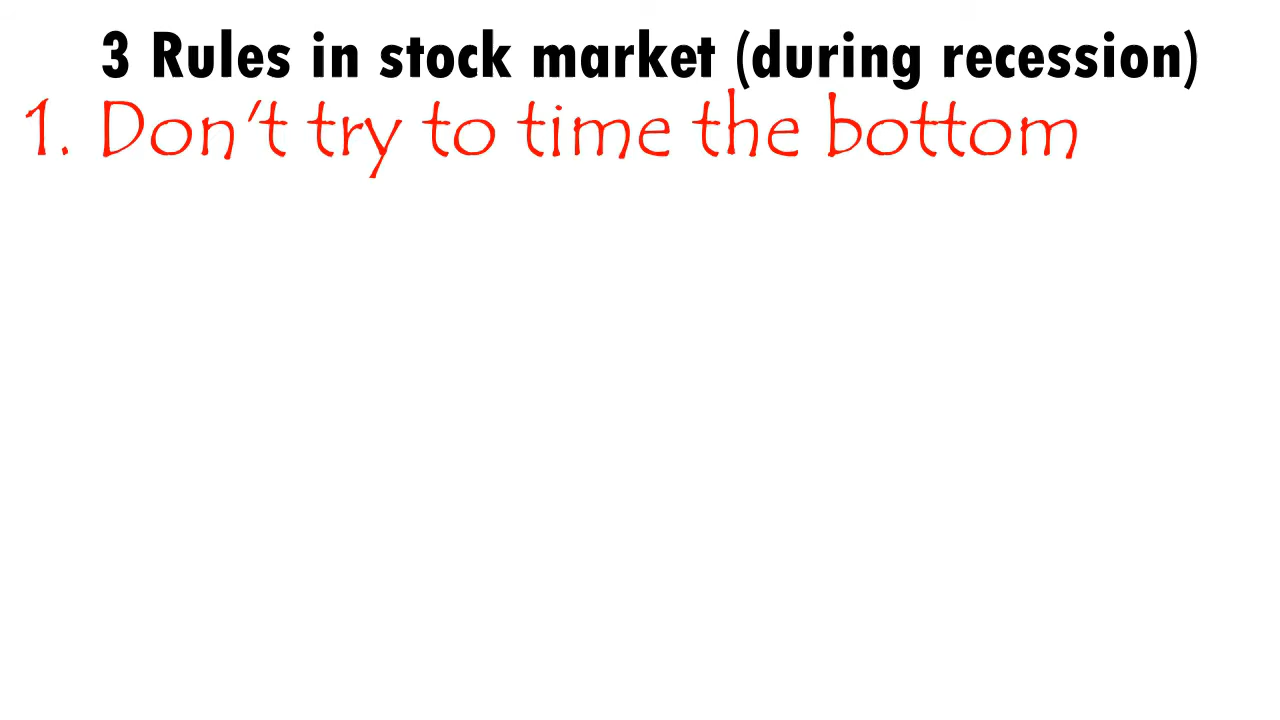 3 Rules in stock market (during recession)
1. Don't try to time the bottom